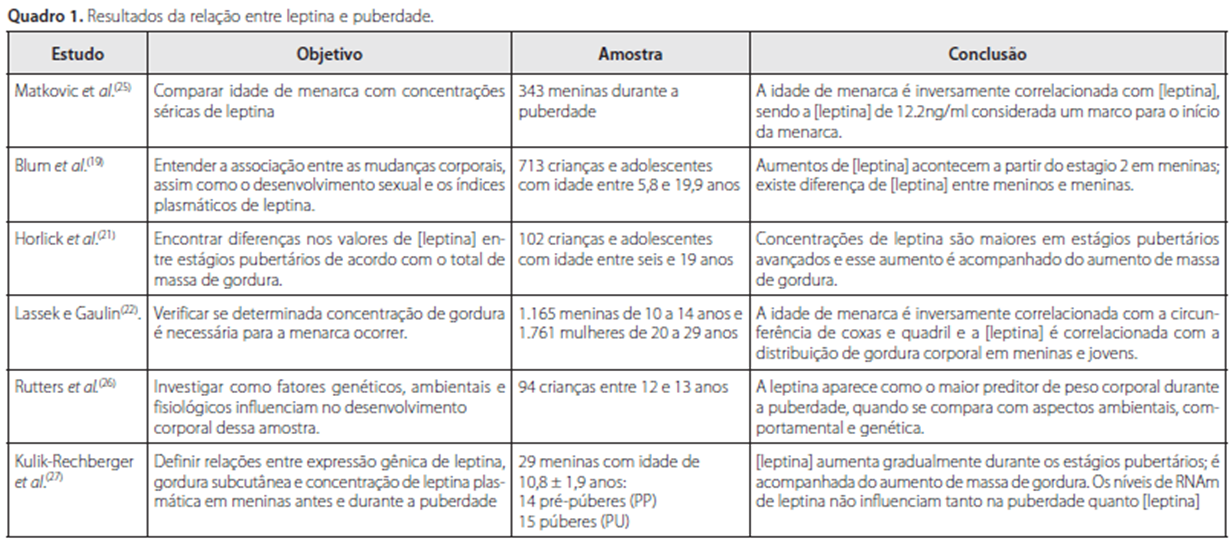 Quadro 1. Resultados da relação entre leptina e puberdade.
Estudo Objetivo Amostra Conclusão
Matkovic et al.(25)
Comparar idade de menarca com concentrações
séricas de leptina
343 meninas durante a
puberdade
A idade de menarca é inversamente correlacionada com [leptina],
sendo a [leptina] de 12.2ng/ml considerada um marco para o início
da menarca.
Blum et al.(19)
Entender a associação entre as mudanças corporais,
assim como o desenvolvimento sexual e os índices
plasmáticos de leptina.
713 crianças e adolescentes
com idade entre 5,8 e 19,9 anos
Aumentos de [leptina] acontecem a partir do estagio 2 em meninas;
existe diferença de [leptina] entre meninos e meninas.
Horlick et al.(21)
Encontrar diferenças nos valores de [leptina] en-
tre estágios pubertários de acordo com o total de
massa de gordura.
102 crianças e adolescentes
com idade entre seis e 19 anos
Concentrações de leptina são maiores em estágios pubertários
avançados e esse aumento é acompanhado do aumento de massa
de gordura.
Lassek e Gaulin(22).
Verificar se determinada concentração de gordura
é necessária para a menarca ocorrer.
1.165 meninas de 10 a 14 anos e
1.761 mulheres de 20 a 29 anos
A idade de menarca é inversamente correlacionada com a circun-
ferência de coxas e quadril e a [leptina] é correlacionada com a
distribuição de gordura corporal em meninas e jovens.
Rutters et al.(26)
Investigar como fatores genéticos, ambientais e
fisiológicos influenciam no desenvolvimento
corporal dessa amostra.
94 crianças entre 12 e 13 anos
A leptina aparece como o maior preditor de peso corporal durante
a puberdade, quando se compara com aspectos ambientais, com-
portamental e genética.
Kulik-Rechberger
et al.(27)
Definir relações entre expressão gênica de leptina,
gordura subcutânea e concentração de leptina plas-
mática em meninas antes e durante a puberdade
29 meninas com idade de
10,8 ± 1,9 anos:
14 pré-púberes (PP)
15 púberes (PU)
[leptina] aumenta gradualmente durante os estágios pubertários; é
acompanhada do aumento de massa de gordura. Os níveis de RNAm
de leptina não influenciam tanto na puberdade quanto [leptina]